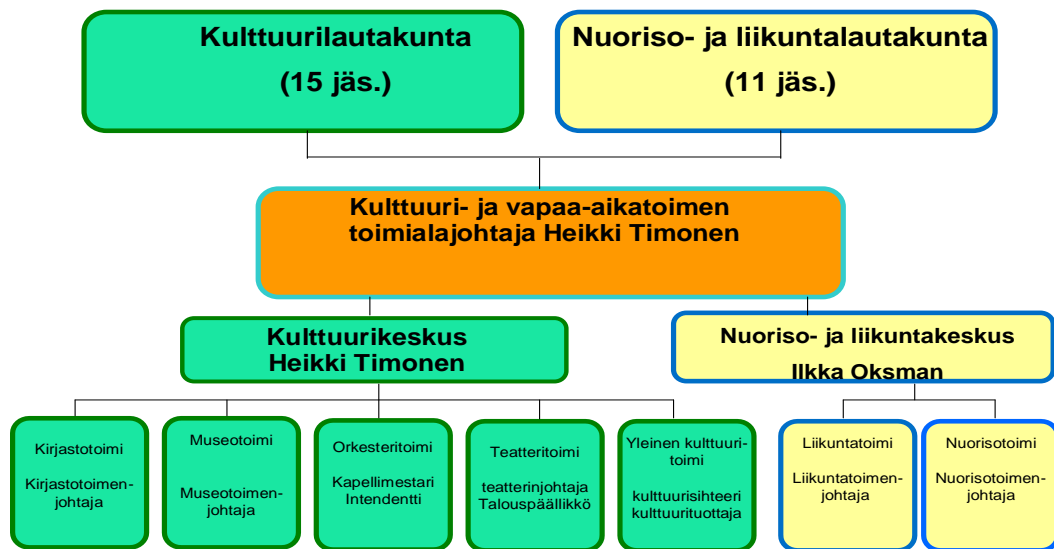 Kulttuurilautakunta
(15 jäs.)
Nuoriso- ja liikuntalautakunta
(11 jäs.)
Kulttuuri- ja vapaa-aikatoimen
toimialajohtaja Heikki Timonen
Kulttuurikeskus
Heikki Timonen
Nuoriso- ja liikuntakeskus
Ilkka Oksman
Kirjastotoimi
Kirjastotoimen-
johtaja
Museotoimi
Museotoimen-
johtaja
Orkesteritoimi
Kapellimestari
Intendentti
Teatteritoimi
teatterinjohtaja
Talouspäällikkö
Yleinen kulttuuri-
toimi
kulttuurisihteeri
kulttuurituottaja
Liikuntatoimi
Liikuntatoimen-
johtaja
Nuorisotoimi
Nuorisotoimen-
johtaja